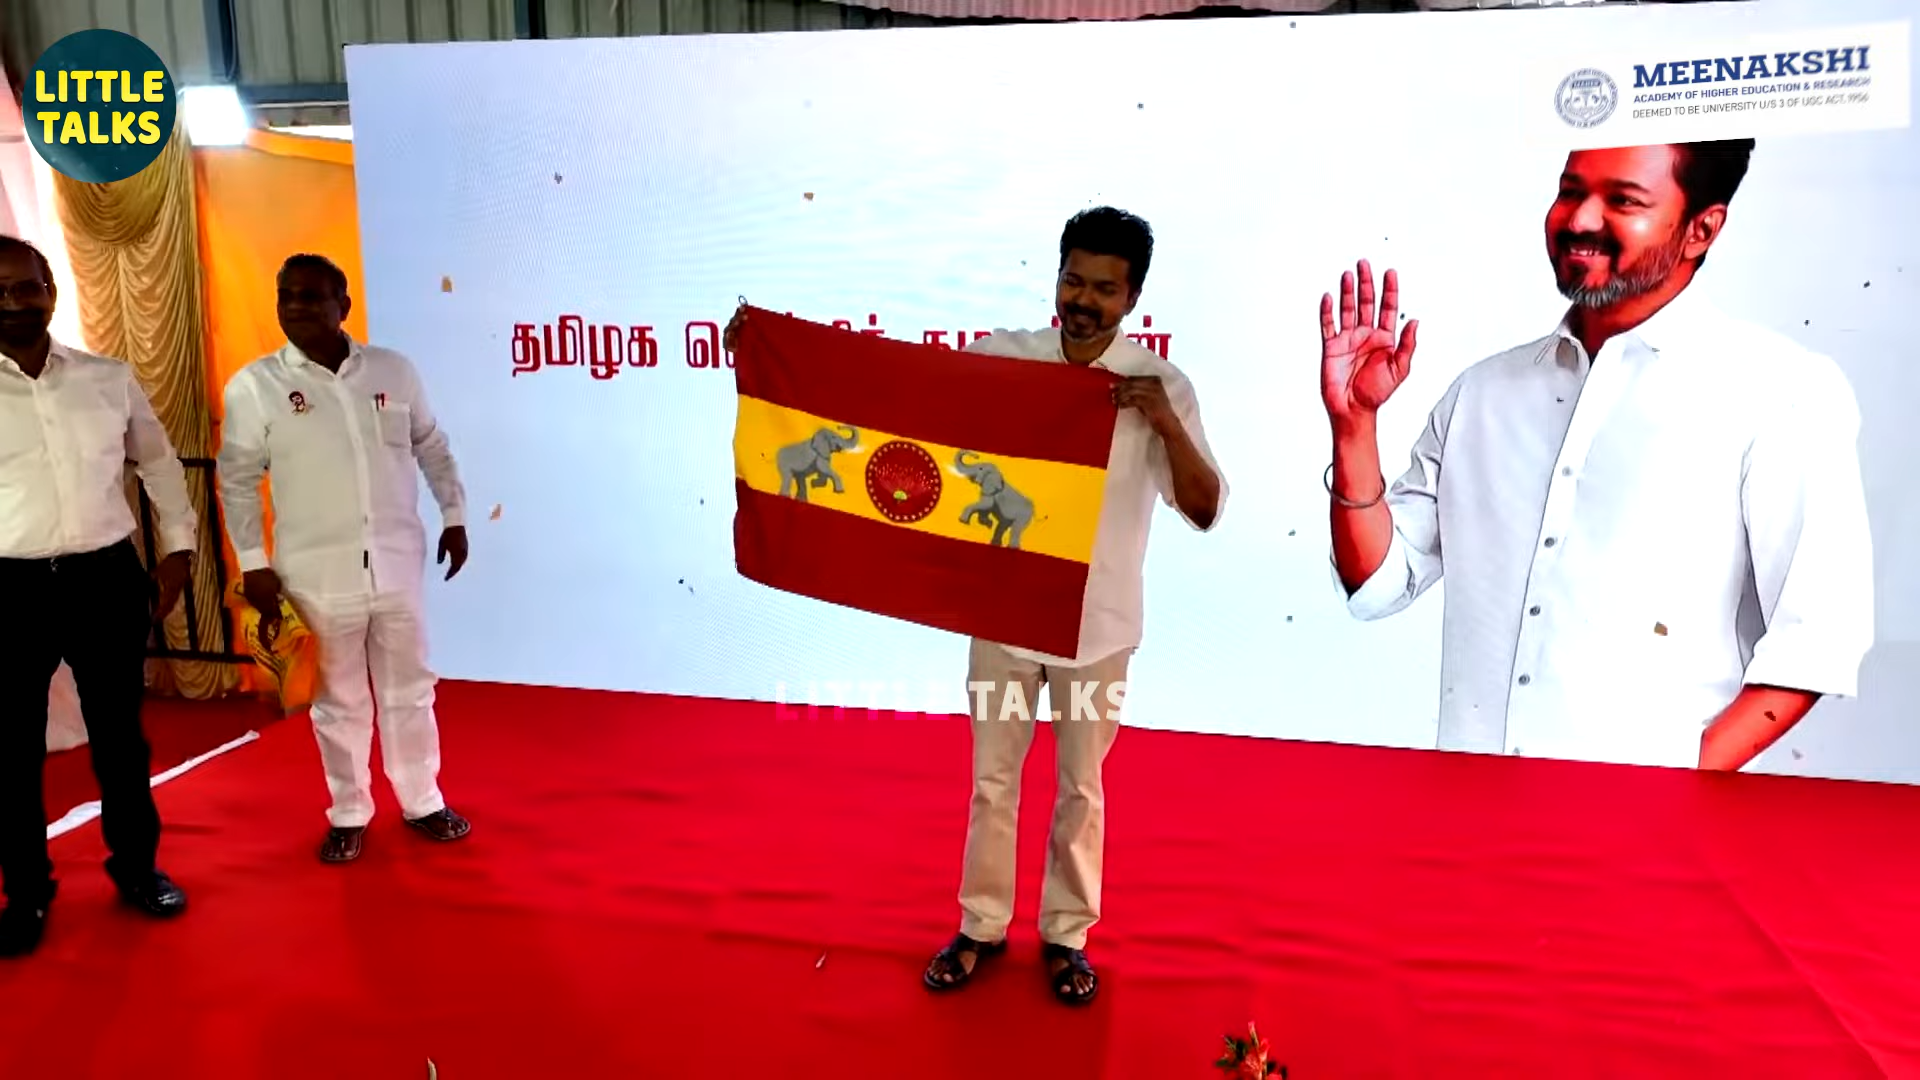 LITTLE
TALKS
MEENAKSHI
ACADEMY OF HIGHER EDUCATION & RESEARCH
DEEMED TO BE UNIVERSITY U/S 3 OF UGC ACT, 1956
தமிழக
LITTLE TALKS